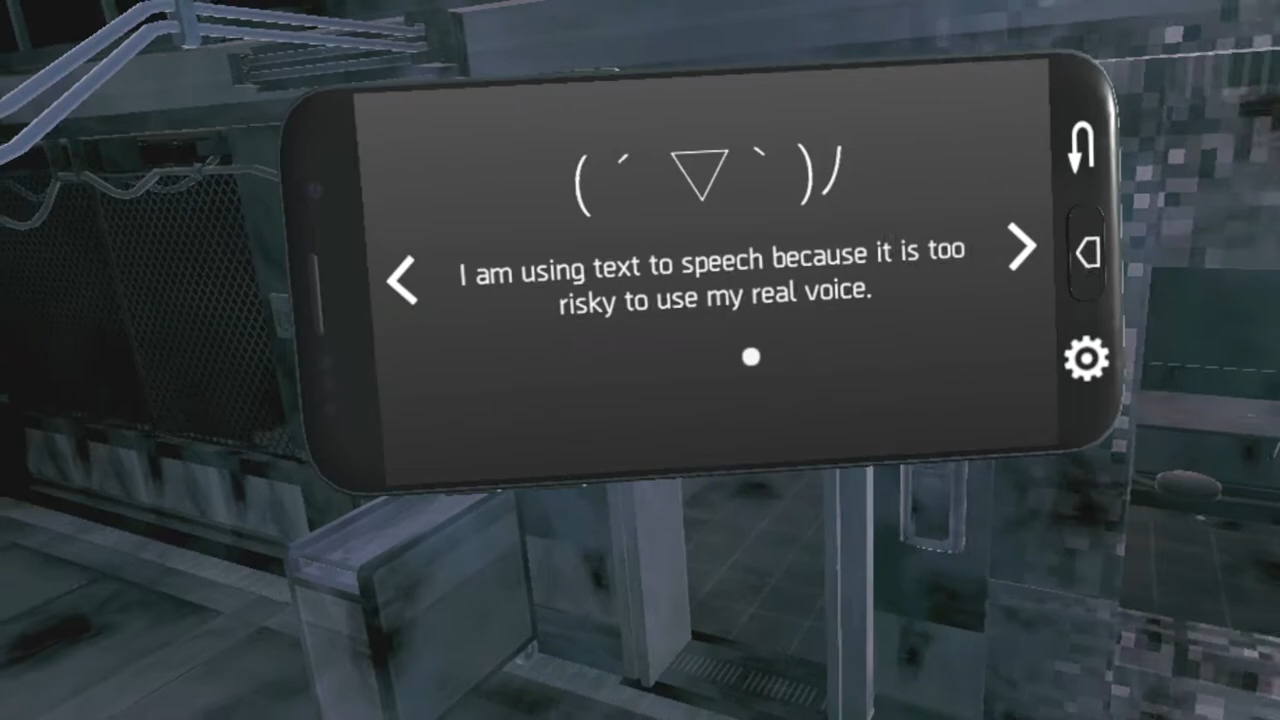 ( ´ ▽ ` )ﾉ
I am using text to speech because it is too
risky to use my real voice.